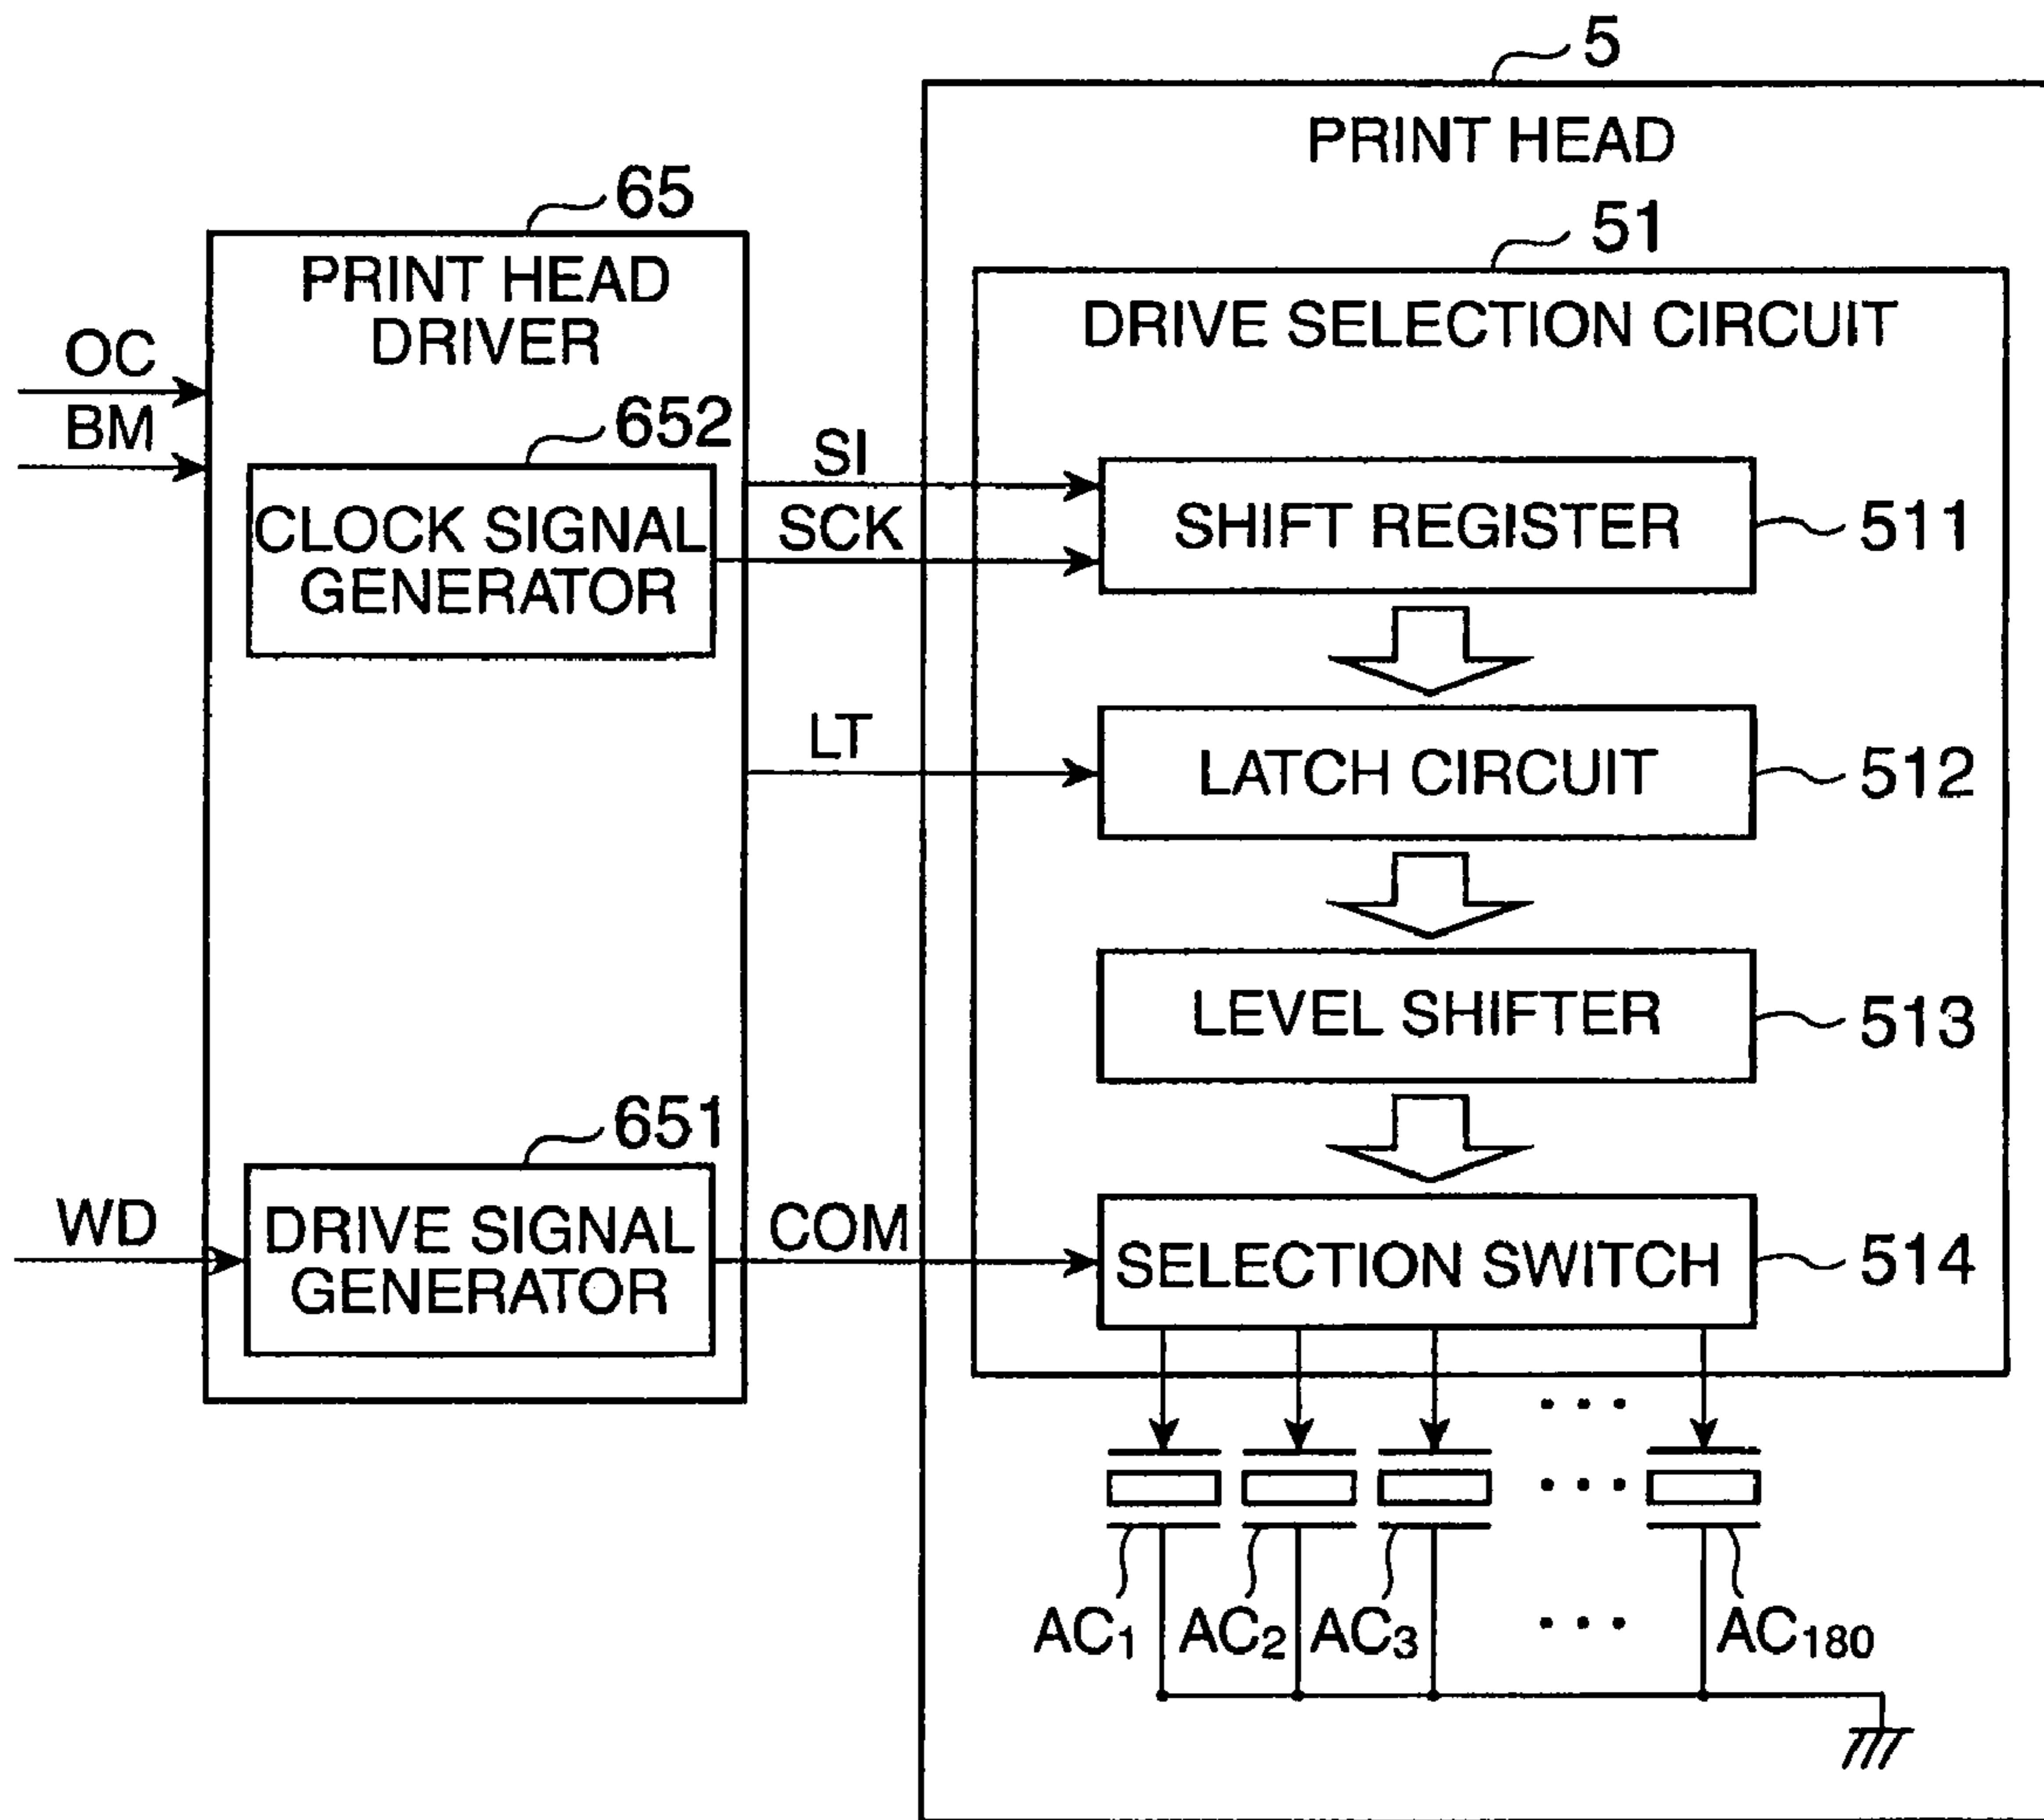 5
PRINT HEAD
65
51
PRINT HEAD
DRIVER
DRIVE SELECTION CIRCUIT
OC
BM
652
SI
CLOCK SIGNAL
GENERATOR
SCK
SHIFT REGISTER
511
LT
LATCH CIRCUIT
512
LEVEL SHIFTER
513
651
WD
DRIVE SIGNAL
GENERATOR
COM
SELECTION SWITCH
514
...
...
AC1
AC2
AC3
...
AC180